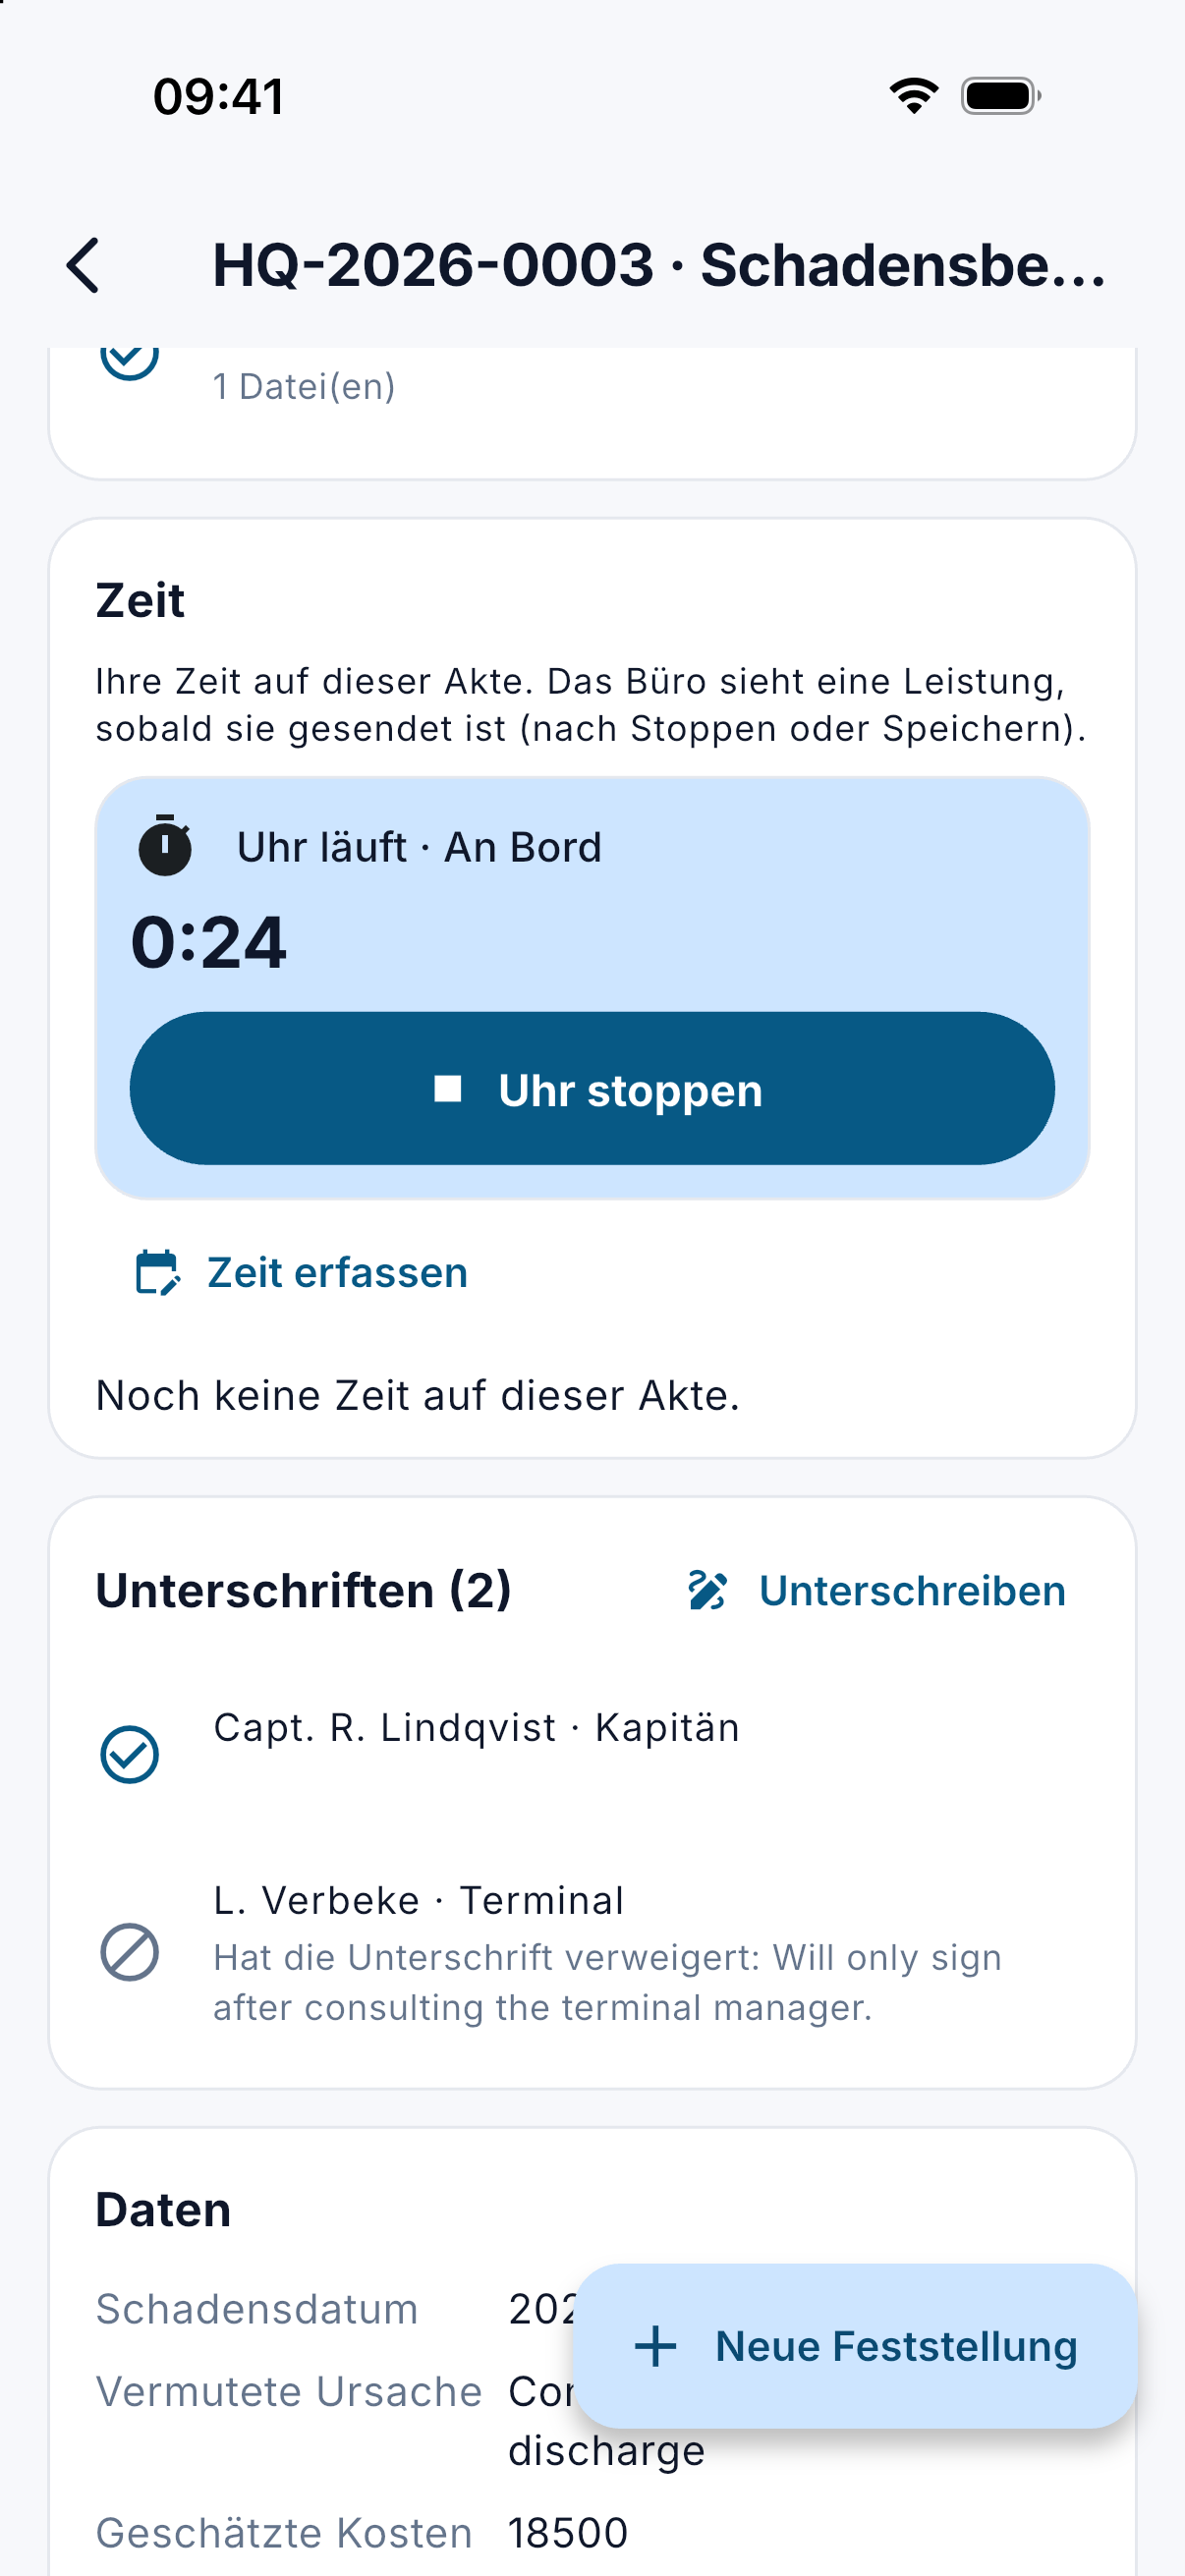 09:41
HQ-2026-0003 · Schadensbe...
1 Datei(en)
Zeit
Ihre Zeit auf dieser Akte. Das Büro sieht eine Leistung,
sobald sie gesendet ist (nach Stoppen oder Speichern).
Uhr läuft · An Bord
0:24
Uhr stoppen
Zeit erfassen
Noch keine Zeit auf dieser Akte.
Unterschriften (2)
Unterschreiben
Capt. R. Lindqvist · Kapitän
L. Verbeke · Terminal
Hat die Unterschrift verweigert: Will only sign
after consulting the terminal manager.
Daten
Schadensdatum
Neue Feststellung
Vermutete Ursache
discharge
Geschätzte Kosten 18500